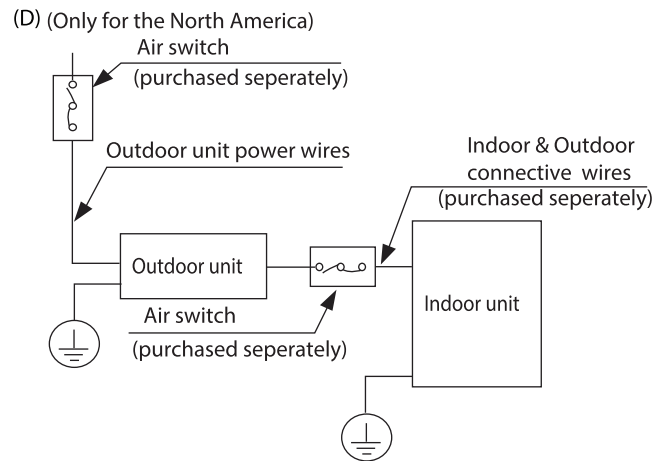 (D) (Only for the North America)
Air switch
(purchased seperately)
Outdoor unit power wires
Indoor & Outdoor
connective wires
(purchased seperately)
Outdoor unit
Indoor unit
Air switch
(purchased seperately)